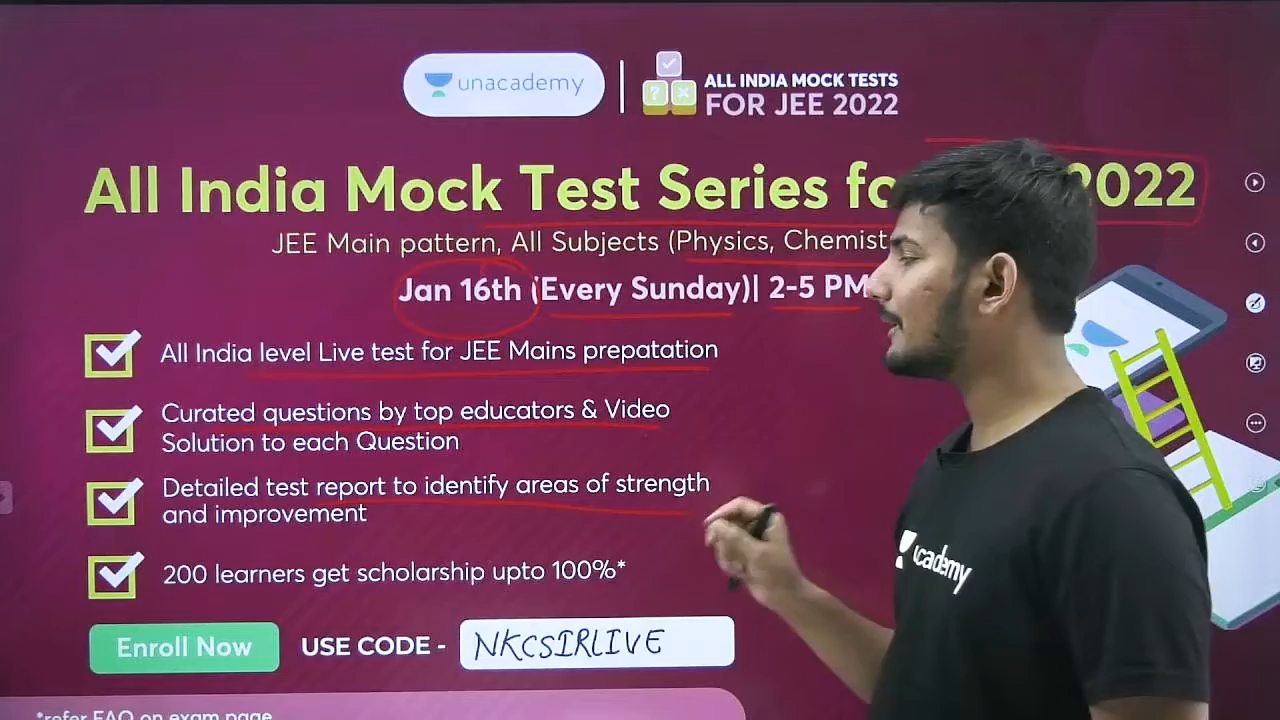 unacademy
ALL INDIA MOCK TESTS
FOR JEE 2022
All India Mock Test Series 2022
JEE Main pattern, All Subjects (Physics,
Jan 16th (Every Sunday)| 2-5 PM
All India level Live test for JEE Mains prepatation
Curated questions by top educators & Video
Solution to each Question
Detailed test report to identify areas of strength
and improvement
200 learners get scholarship upto 100%*
Enroll Now
USE CODE -
NKCSIRLIVE
*refer FAQ on exam page